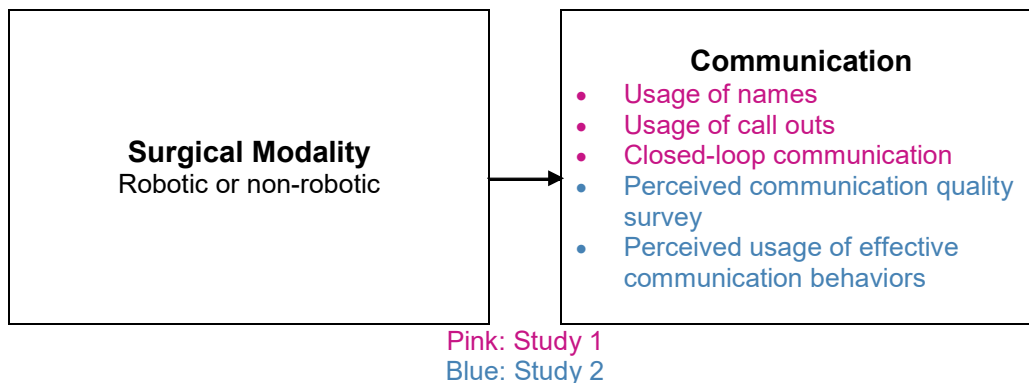 Surgical Modality
Robotic or non-robotic
Communication
• Usage of names
• Usage of call outs
• Closed-loop communication
• Perceived communication quality
survey
• Perceived usage of effective
communication behaviors
Pink: Study 1
Blue: Study 2